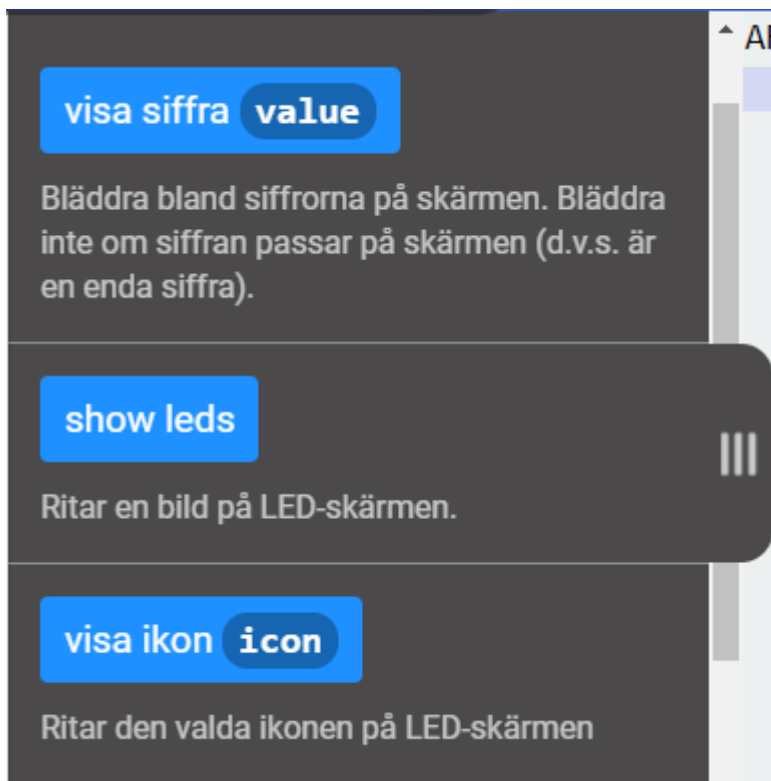 visa siffra value
Bläddra bland siffrorna på skärmen. Bläddra
inte om siffran passar på skärmen (d.v.s. är
en enda siffra).
show leds
Ritar en bild på LED-skärmen.
visa ikon icon
Ritar den valda ikonen på LED-skärmen